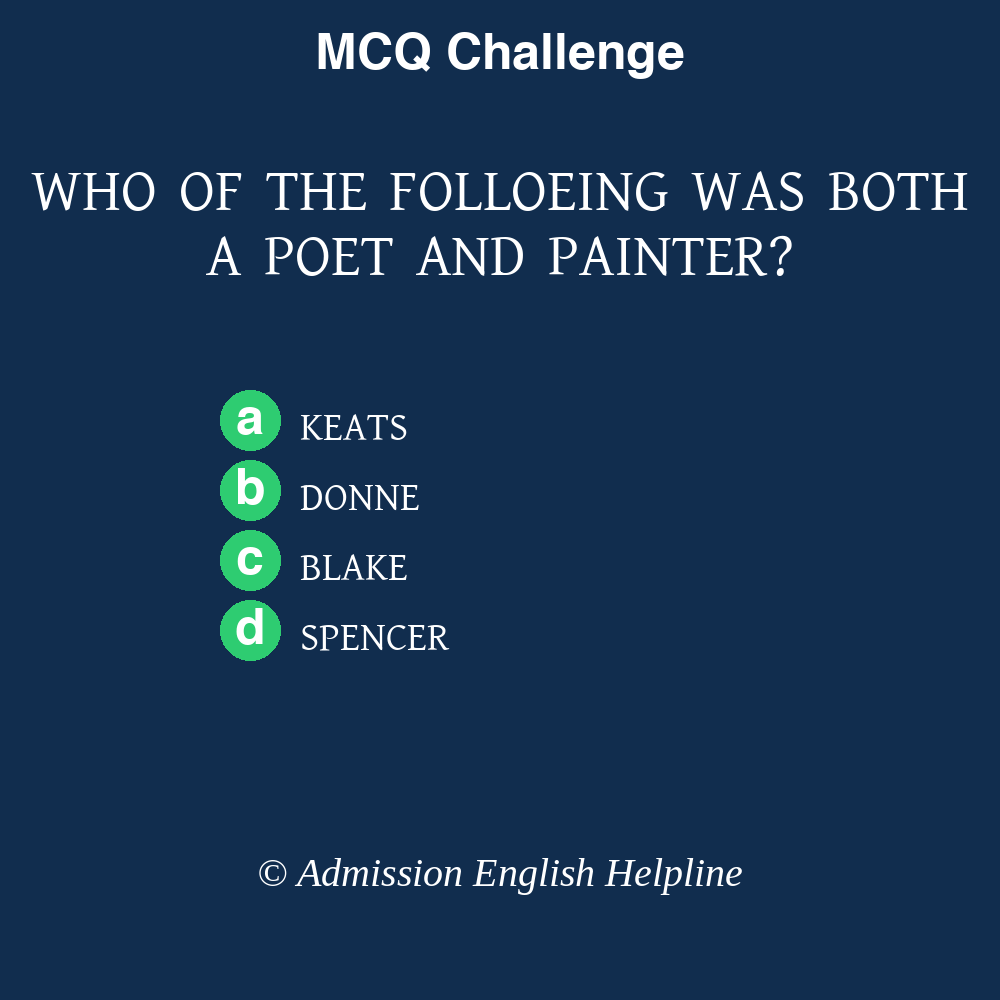 MCQ Challenge
WHO OF THE FOLLOEING WAS BOTH
A POET AND PAINTER?
a KEATS
b DONNE
c BLAKE
d SPENCER
© Admission English Helpline